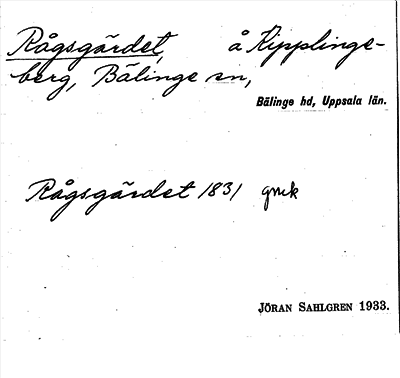 Rågsgärdet, å Kipplinge-
berg, Bälinge sn,
Bälinge hd, Uppsala län.
Rågsgärdet 1831 gmk
JÖRAN SAHLGREN 1933.